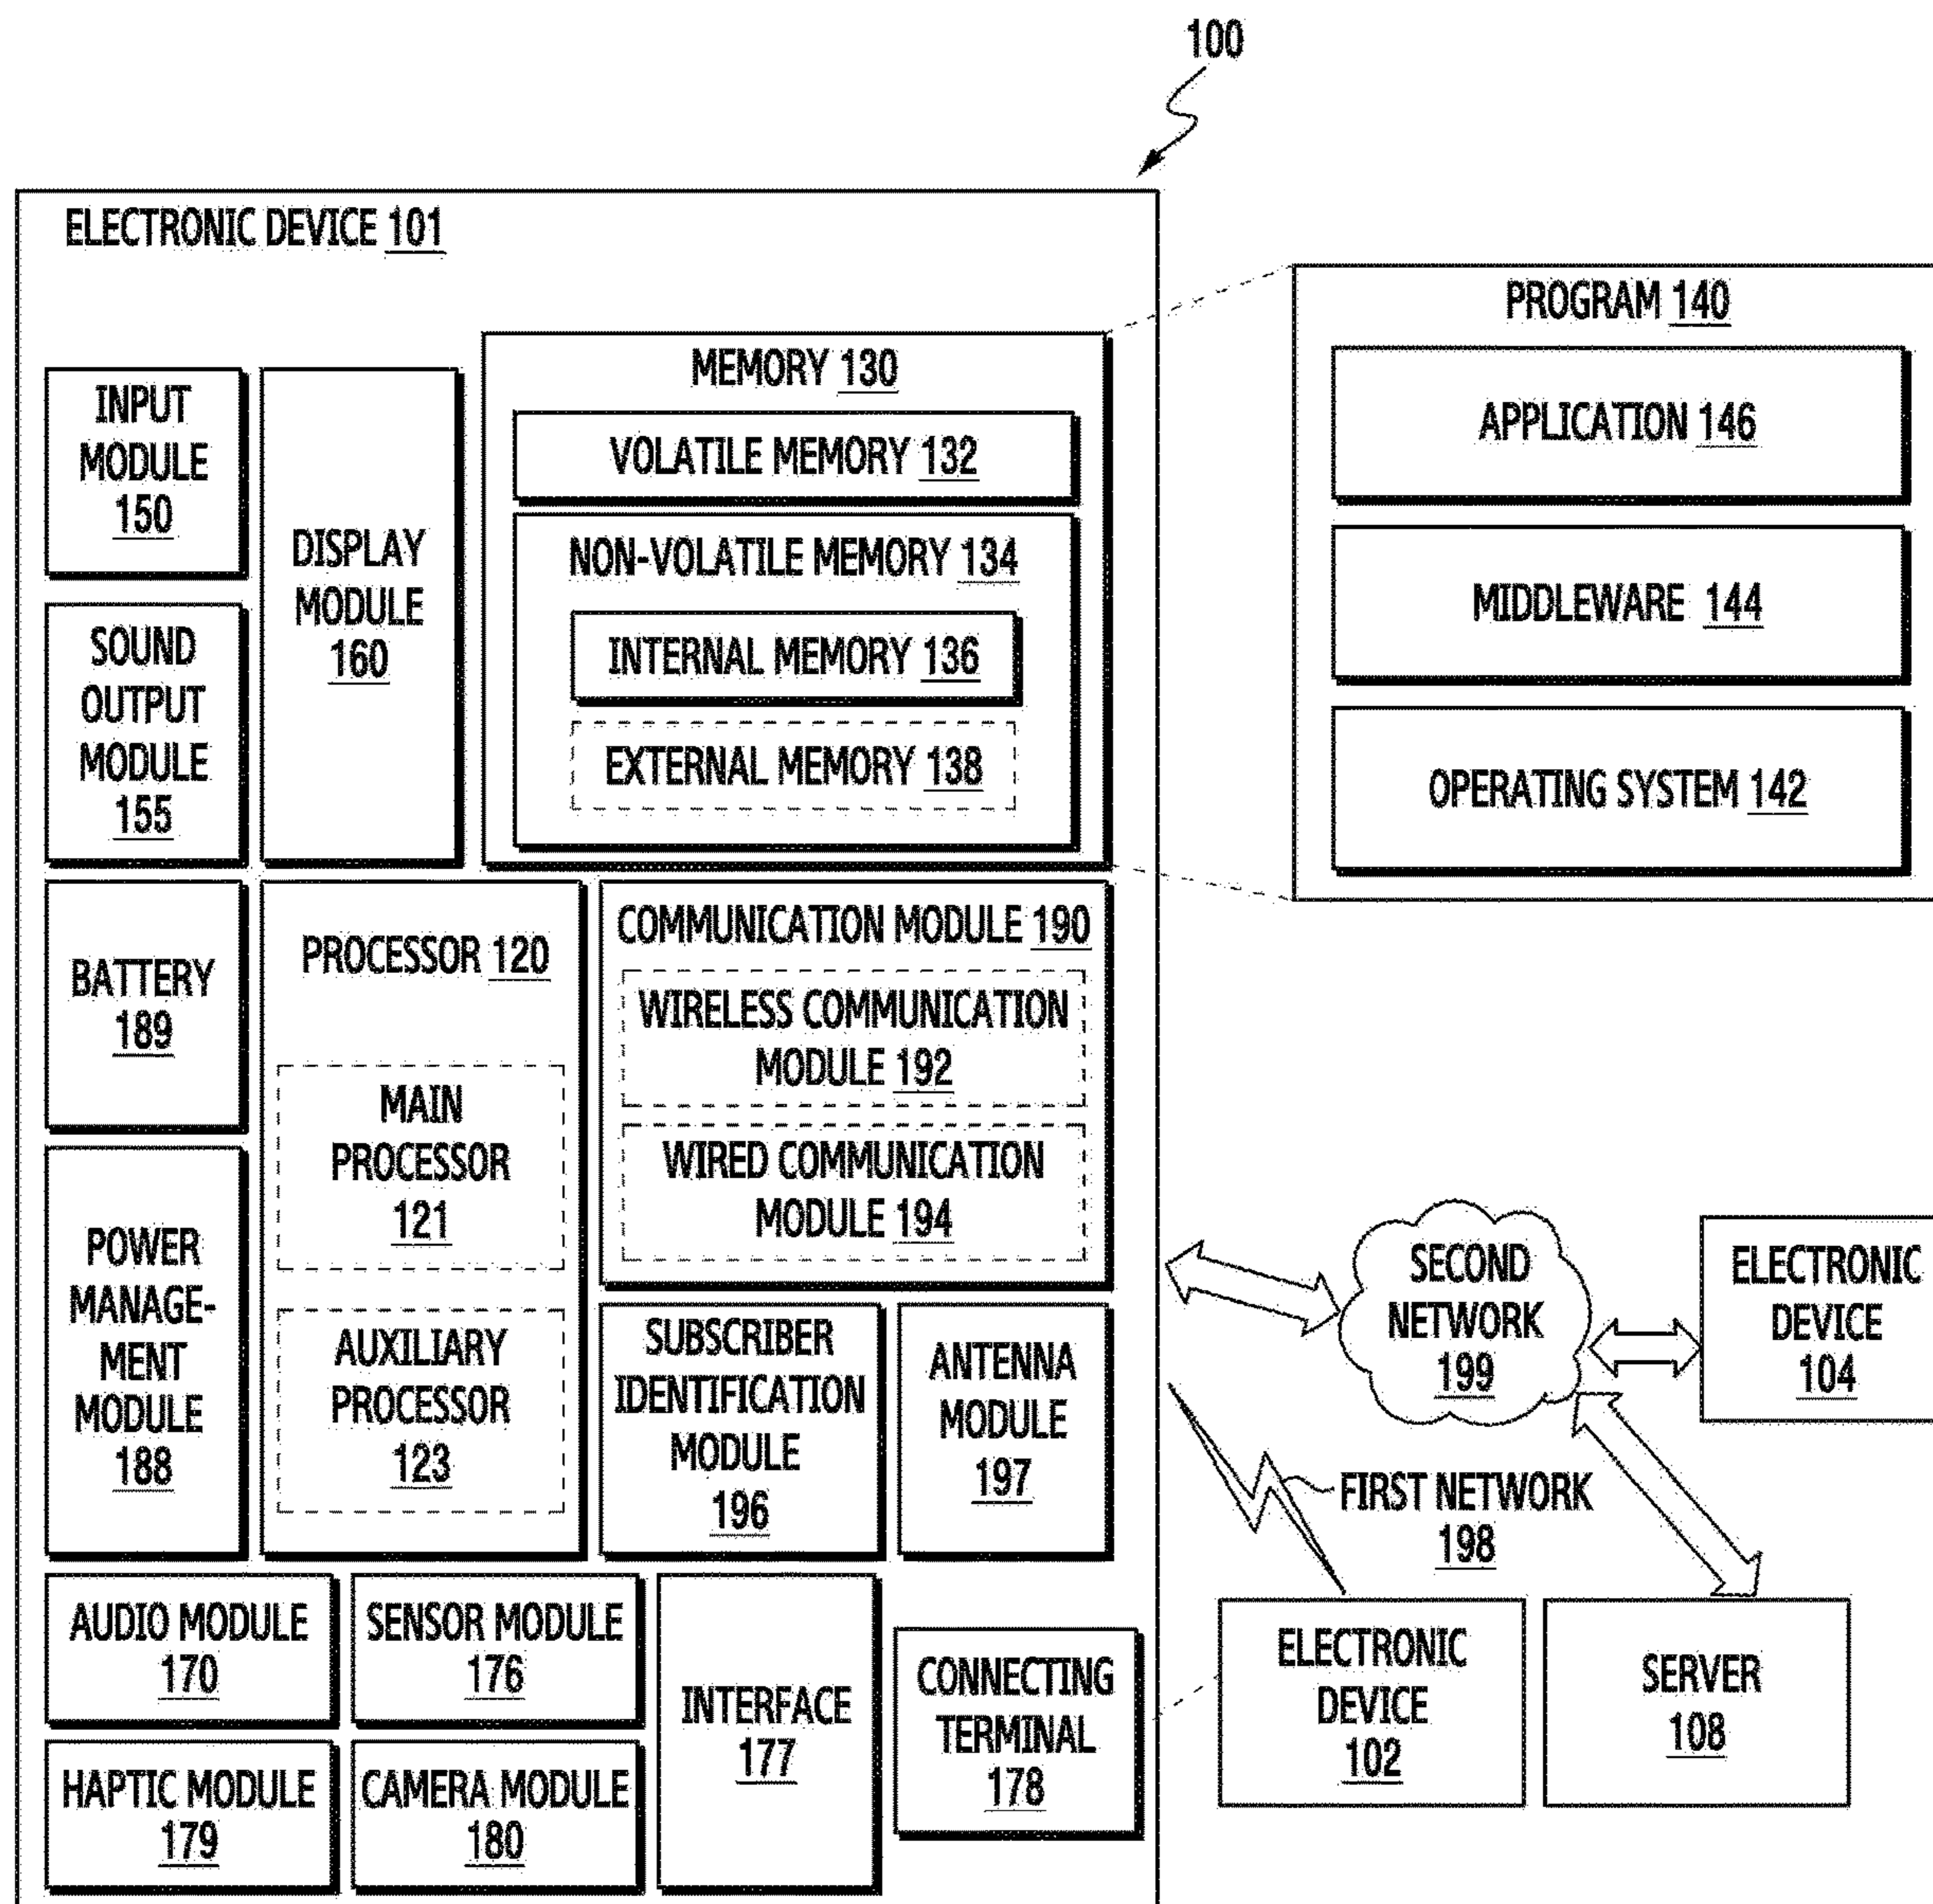 100
ELECTRONIC DEVICE 101
INPUT
MODULE
150
SOUND
OUTPUT
MODULE
155
DISPLAY
MODULE
160
MEMORY 130
VOLATILE MEMORY 132
NON-VOLATILE MEMORY 134
INTERNAL MEMORY 136
EXTERNAL MEMORY 138
PROGRAM 140
APPLICATION 146
MIDDLEWARE 144
OPERATING SYSTEM 142
BATTERY
189
POWER
MANAGE-
MENT
MODULE
188
PROCESSOR 120
MAIN
PROCESSOR
121
AUXILIARY
PROCESSOR
123
COMMUNICATION MODULE 190
WIRELESS COMMUNICATION
MODULE 192
WIRED COMMUNICATION
MODULE 194
SUBSCRIBER
IDENTIFICATION
MODULE
196
ANTENNA
MODULE
197
SECOND
NETWORK
199
ELECTRONIC
DEVICE
104
FIRST NETWORK
198
AUDIO MODULE
170
SENSOR MODULE
176
HAPTIC MODULE
179
CAMERA MODULE
180
INTERFACE
177
CONNECTING
TERMINAL
178
ELECTRONIC
DEVICE
102
SERVER
108